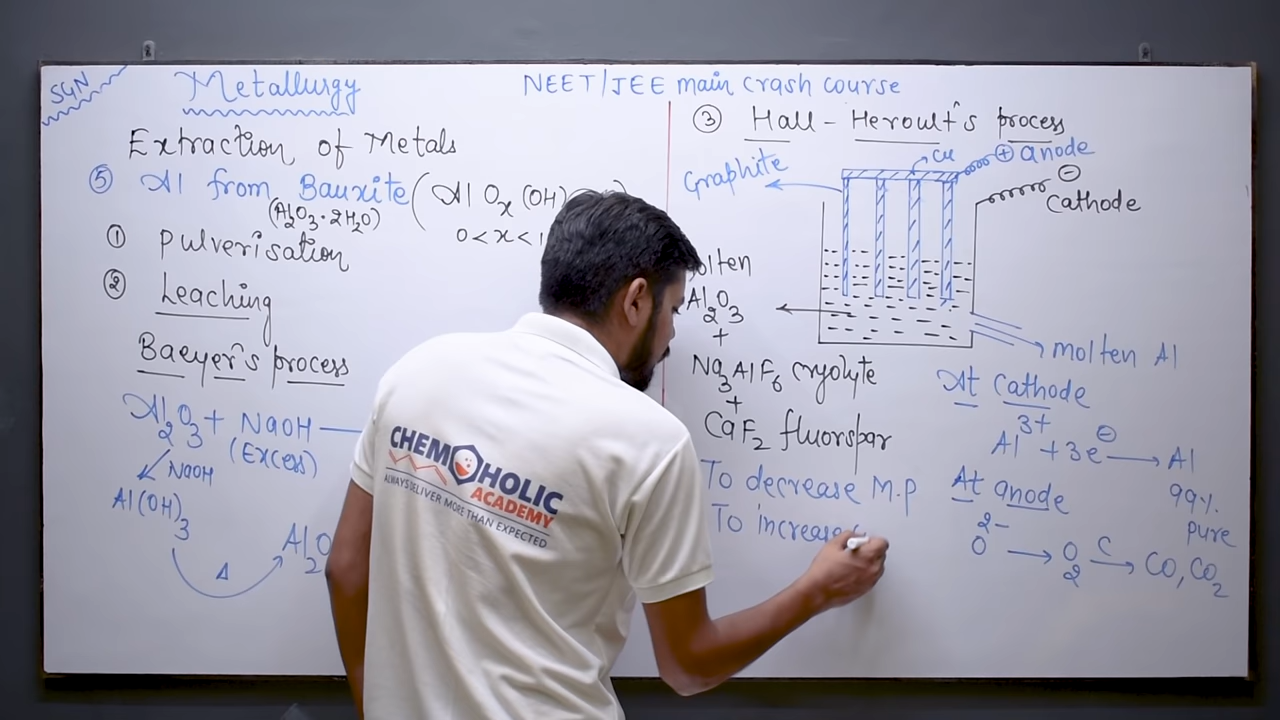 SGN
Metallurgy
NEET/JEE main crash course
Extraction of Metals
⑤ Al from Bauxite (AlOx(OH)
(Al2O3·2H2O)
0<x<1
① Pulverisation
② Leaching
Baeyer's process
Al2O3 + NaOH
(Excess)
NaOH
Al(OH)3
Δ
Al2O
③ Hall-Heroult's process
Graphite
Cu
+ anode
−
cathode
molten
Al2O3
+
Na3AlF6 cryolyte
+
CaF2 fluorspar
To decrease M.P
To increase
molten Al
At Cathode
Al3+ + 3e⊖ → Al
99%
pure
At anode
O2- → O2 C→ CO, CO2
CHEMOHOLIC
ACADEMY
ALWAYS DELIVER MORE THAN EXPECTED